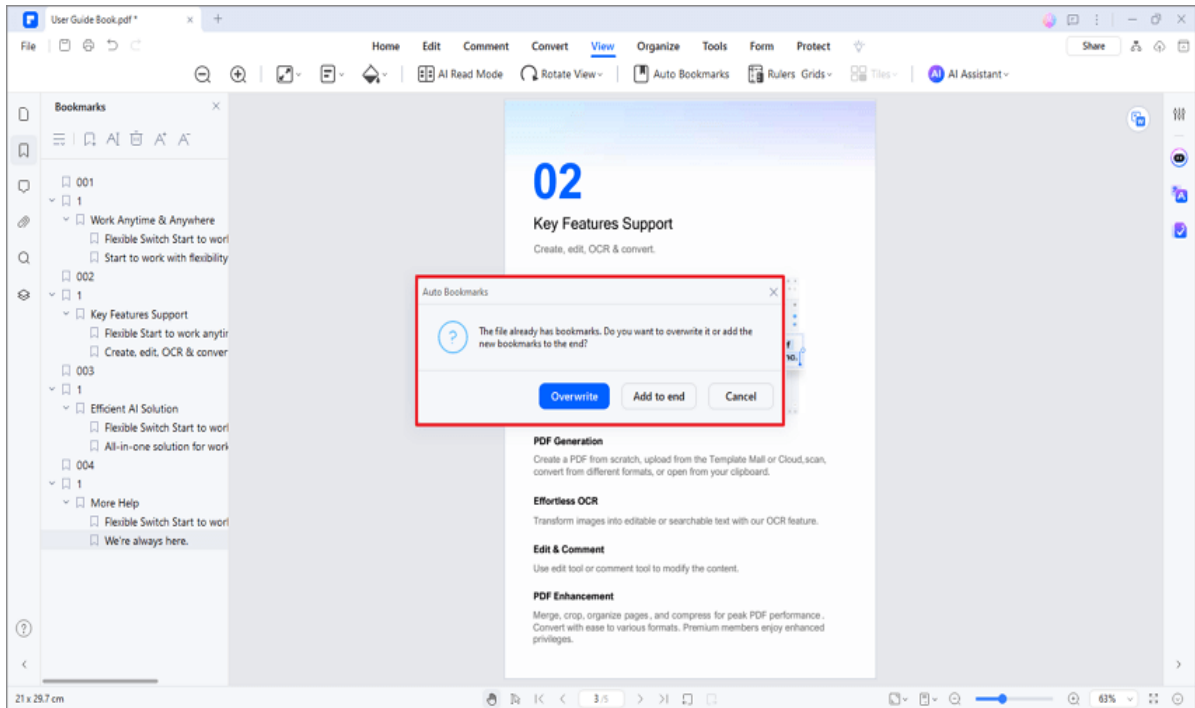 User Guide Book.pdf *
File
Home Edit Comment Convert View Organize Tools Form Protect
Share
AI Read Mode Rotate View Auto Bookmarks Rulers Grids Tiles AI AI Assistant
Bookmarks
001
1
Work Anytime & Anywhere
Flexible Switch Start to worl
Start to work with flexibility
002
1
Key Features Support
Flexible Start to work anytir
Create, edit, OCR & conver
003
1
Efficient AI Solution
Flexible Switch Start to worl
All-in-one solution for work
004
1
More Help
Flexible Switch Start to worl
We're always here.
02
Key Features Support
Create, edit, OCR & convert.
Auto Bookmarks
The file already has bookmarks. Do you want to overwrite it or add the
new bookmarks to the end?
Overwrite Add to end Cancel
PDF Generation
Create a PDF from scratch, upload from the Template Mall or Cloud,scan,
convert from different formats, or open from your clipboard.
Effortless OCR
Transform images into editable or searchable text with our OCR feature.
Edit & Comment
Use edit tool or comment tool to modify the content.
PDF Enhancement
Merge, crop, organize pages, and compress for peak PDF performance.
Convert with ease to various formats. Premium members enjoy enhanced
privileges.
21 x 29.7 cm
3/5
63%